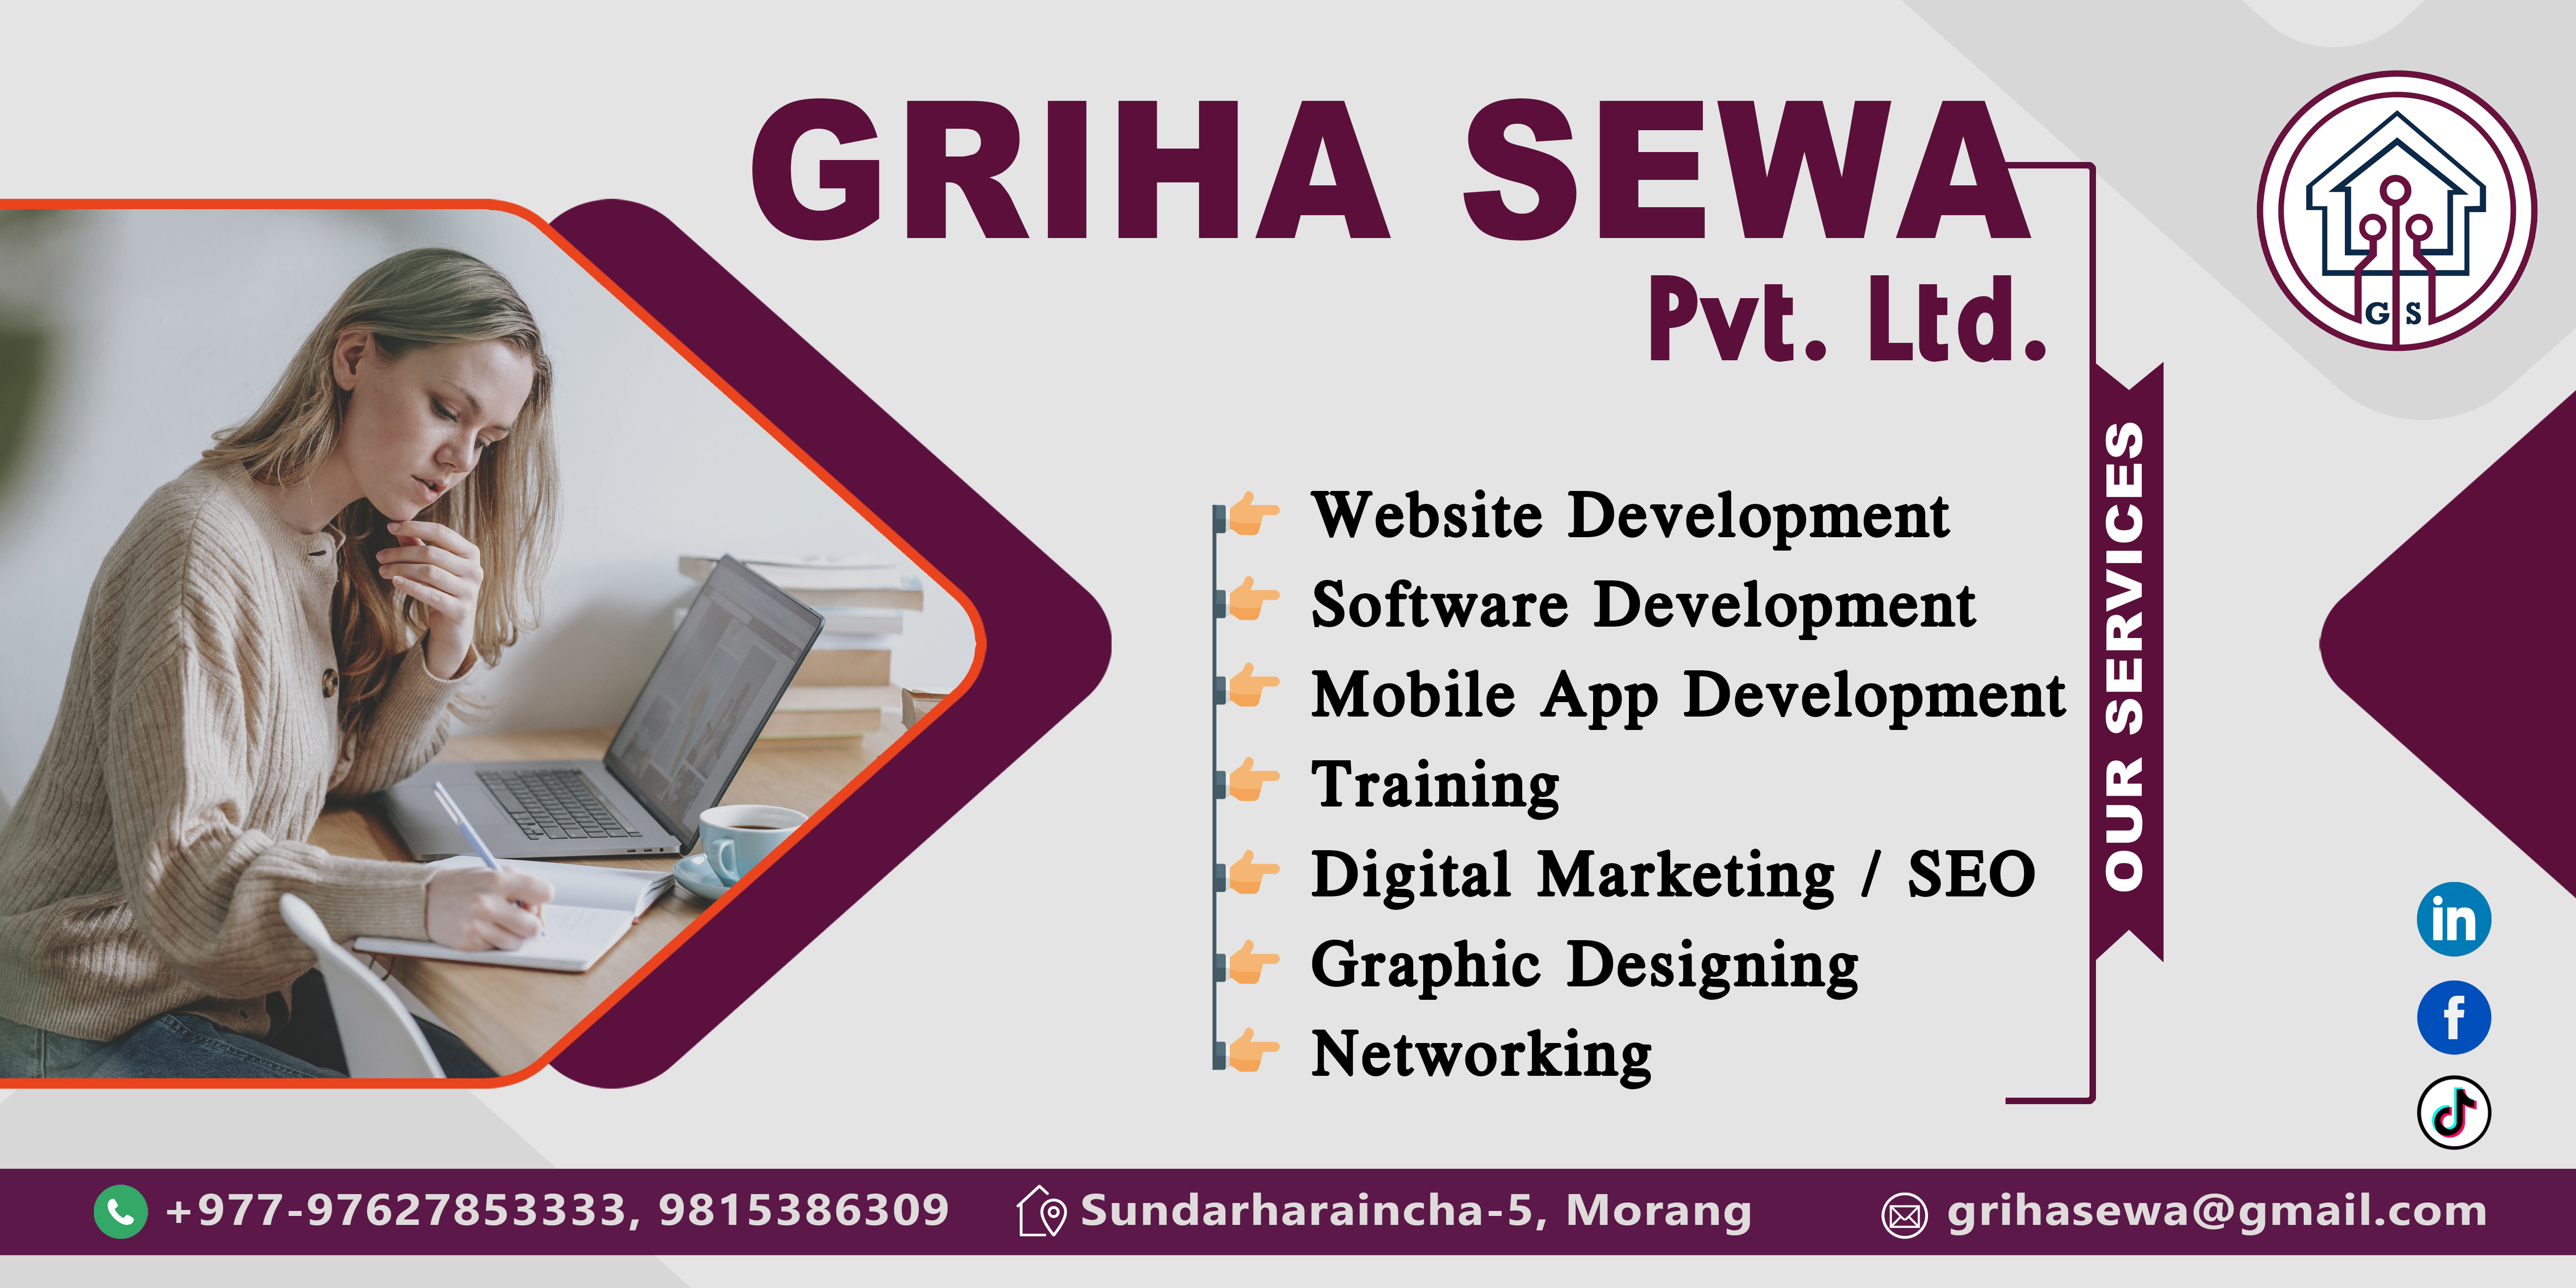 GRIHA SEWA
Pvt. Ltd.
G S
OUR SERVICES
Website Development
Software Development
Mobile App Development
Training
Digital Marketing / SEO
Graphic Designing
Networking
in
f
+977-97627853333, 9815386309
Sundarharaincha-5, Morang
grihasewa@gmail.com